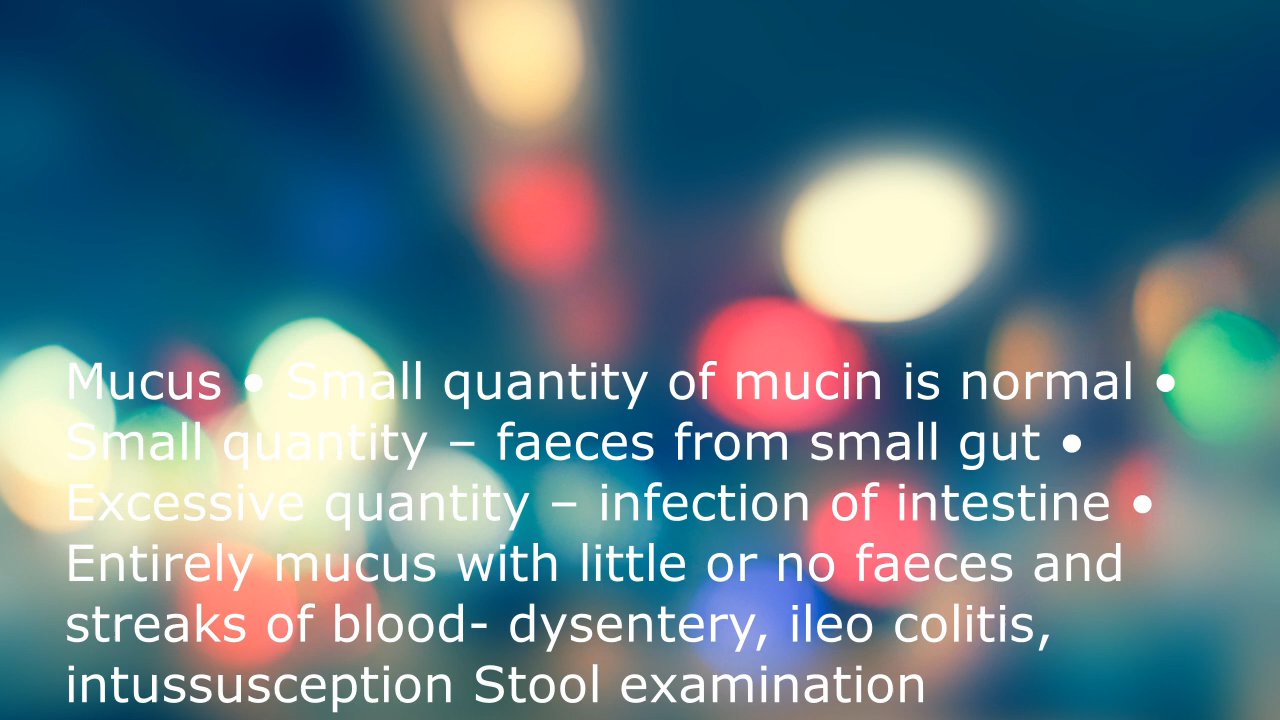 Mucus • Small quantity of mucin is normal •
Small quantity – faeces from small gut •
Excessive quantity – infection of intestine •
Entirely mucus with little or no faeces and
streaks of blood- dysentery, ileo colitis,
intussusception Stool examination